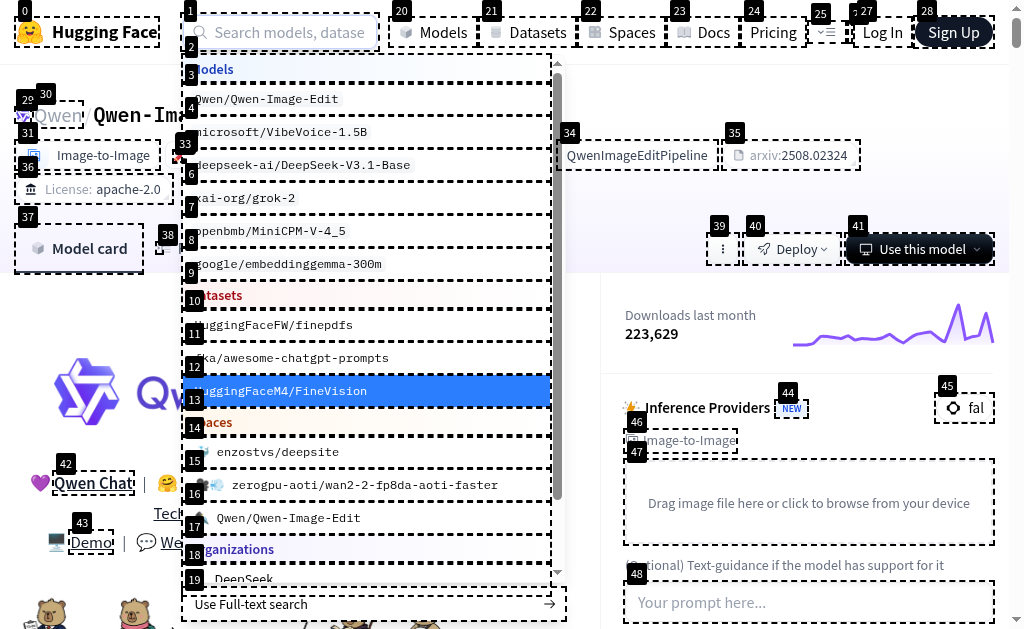 0 1 20 21 22 23 24 25 27 28
Hugging Face
Search models, datase
Models
Datasets
Spaces
Docs
Pricing
Log In
Sign Up
2
3 Models
29 30
Qwen/Qwen-Ima
4 Qwen/Qwen-Image-Edit
31 33 34 35
Image-to-Image
microsoft/VibeVoice-1.5B
QwenImageEditPipeline
arxiv:2508.02324
36
6 deepseek-ai/DeepSeek-V3.1-Base
License: apache-2.0
7 xai-org/grok-2
37 38 39 40 41
8 openbmb/MiniCPM-V-4_5
Model card
Deploy
Use this model
9 google/embeddinggemma-300m
10 Datasets
Downloads last month
223,629
11 HuggingFaceFW/finepdfs
12 fka/awesome-chatgpt-prompts
13 HuggingFaceM4/FineVision
44 45
Inference Providers NEW
fal
14 Spaces
46
Image-to-Image
47
15 enzostvs/deepsite
42
Qwen Chat |
16 zerogpu-aoti/wan2-2-fp8da-aoti-faster
Drag image file here or click to browse from your device
Tech
17 Qwen/Qwen-Image-Edit
43
Demo |
18 Organizations
(Optional) Text-guidance if the model has support for it
48
19 DeepSeek
Use Full-text search
Your prompt here...